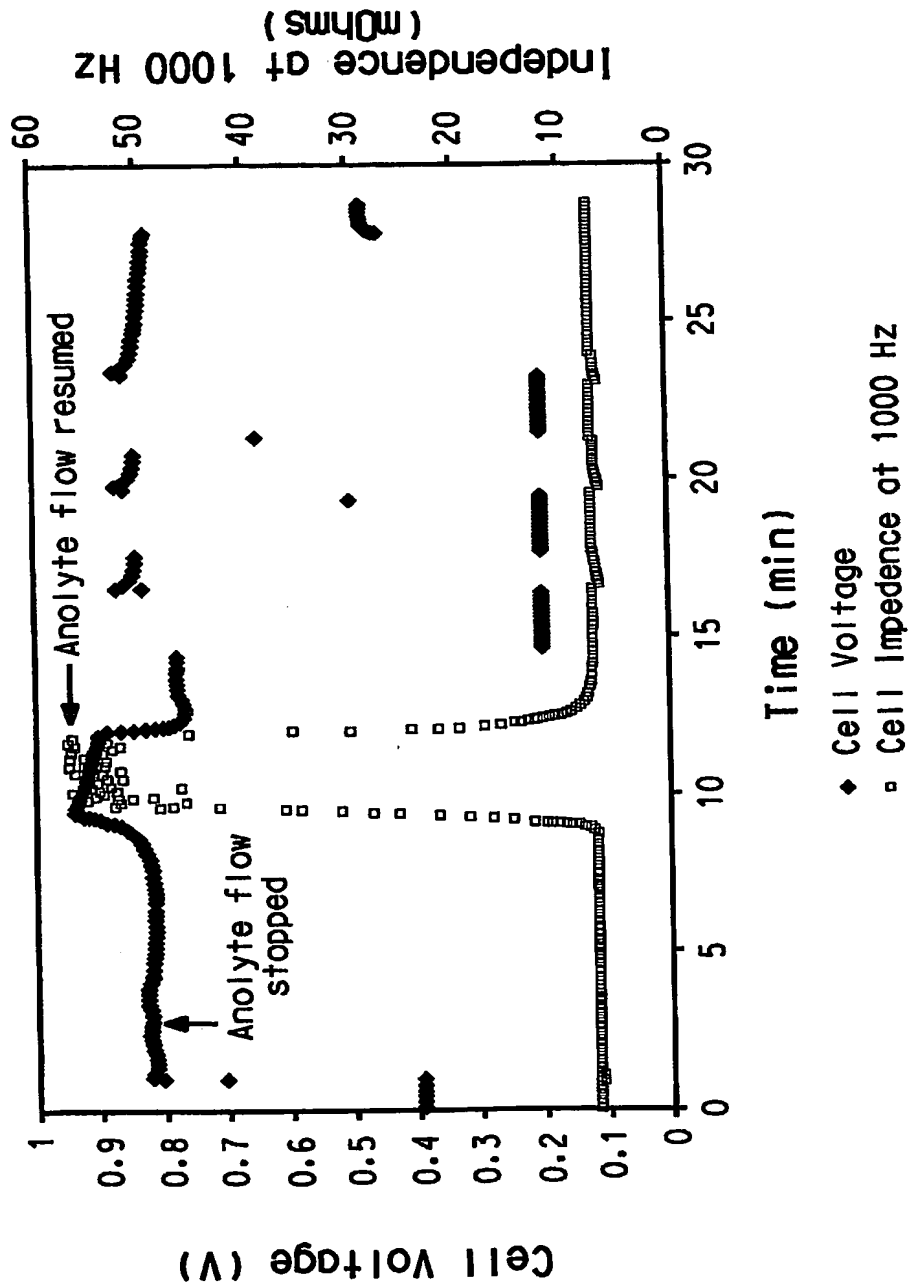 Cell Voltage (V)
1
0.9
0.8
0.7
0.6
0.5
0.4
0.3
0.2
0.1
0
Anolyte flow
stopped
Anolyte flow resumed
60
50
40
30
20
10
0
Independence at 1000 Hz
(mOhms)
0
5
10
15
20
25
30
Time (min)
Cell Voltage
Cell Impedence at 1000 Hz